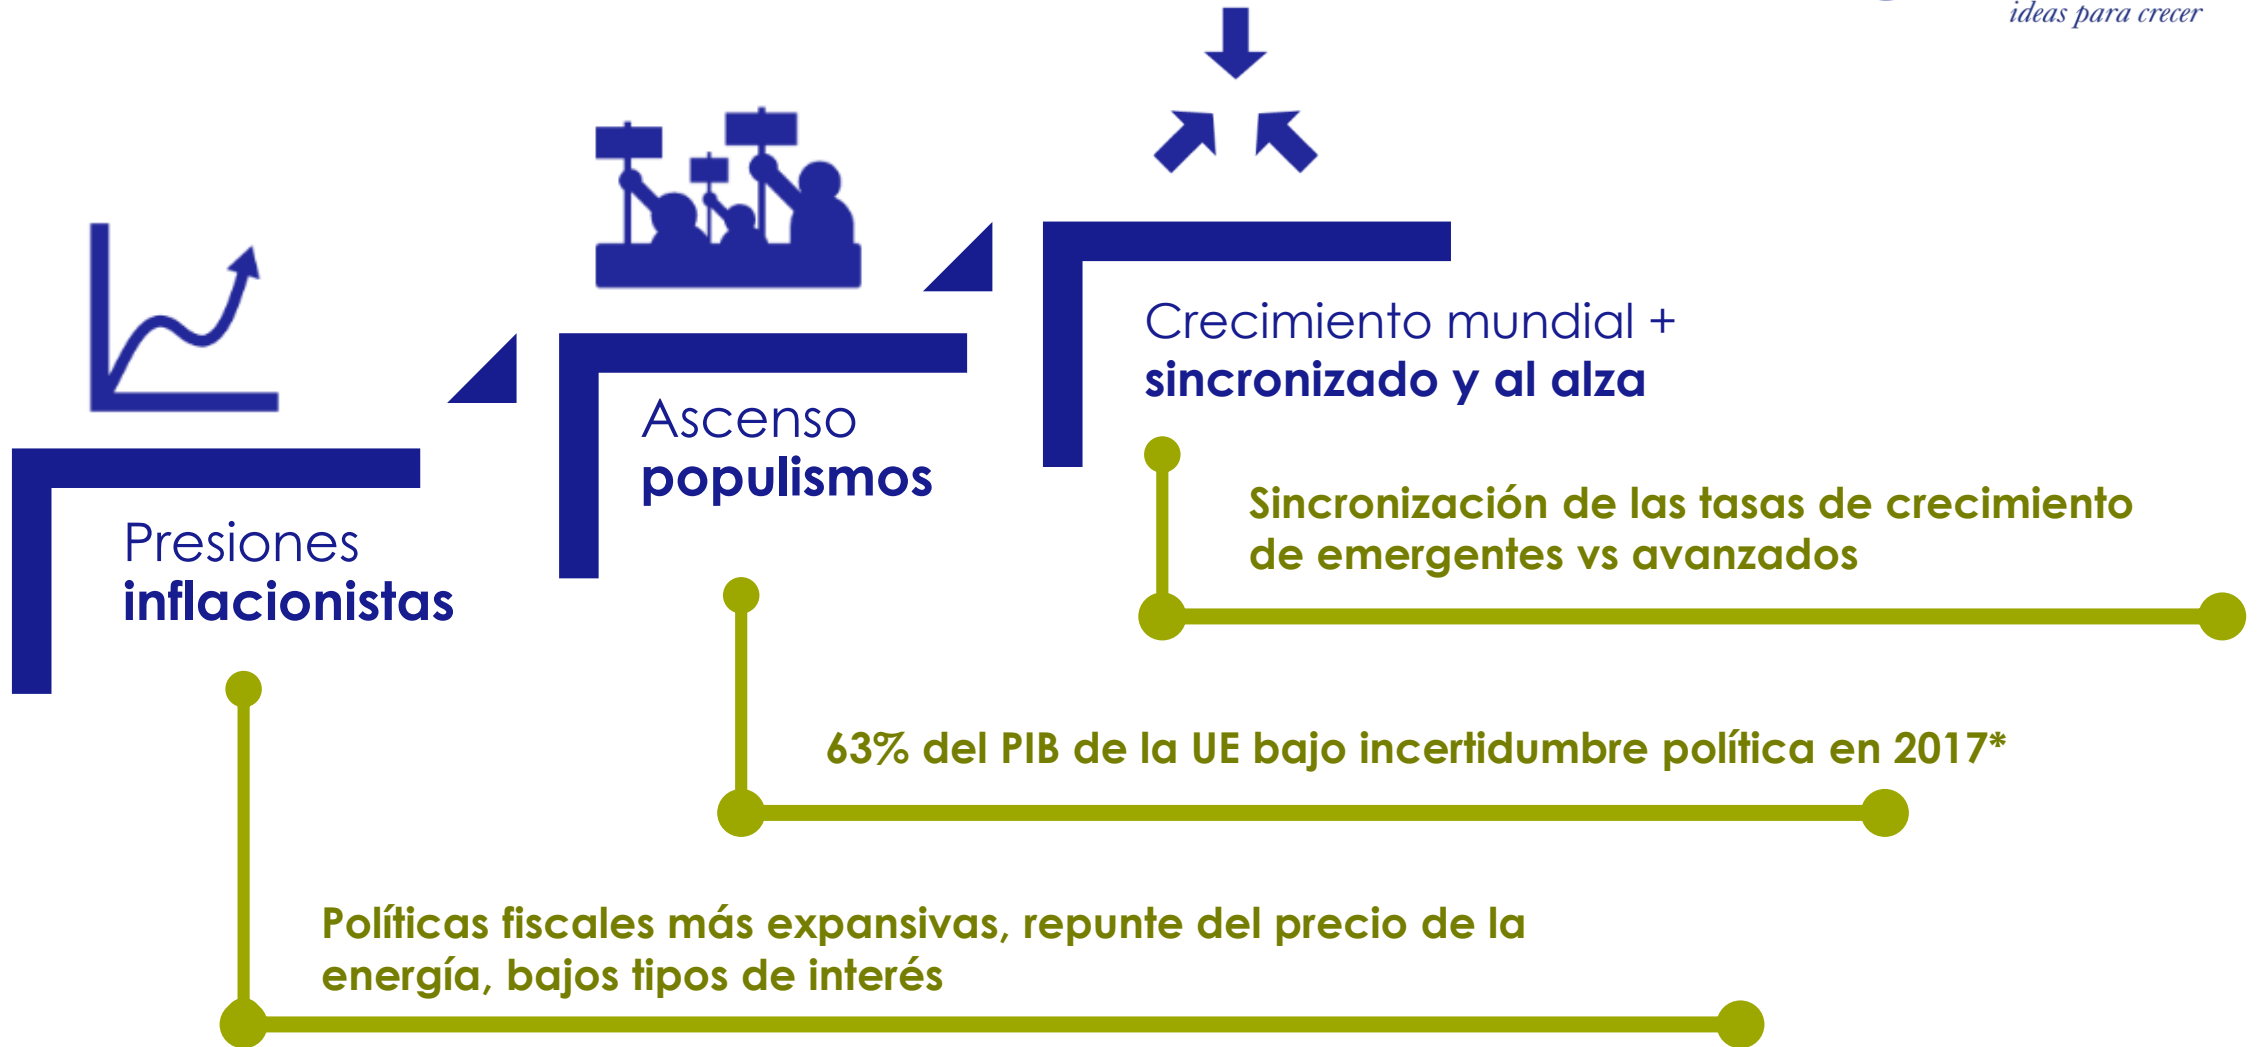 ideas para crecer
Crecimiento mundial +
sincronizado y al alza
Ascenso
populismos
Presiones
inflacionistas
Sincronización de las tasas de crecimiento
de emergentes vs avanzados
63% del PIB de la UE bajo incertidumbre política en 2017*
Políticas fiscales más expansivas, repunte del precio de la
energía, bajos tipos de interés